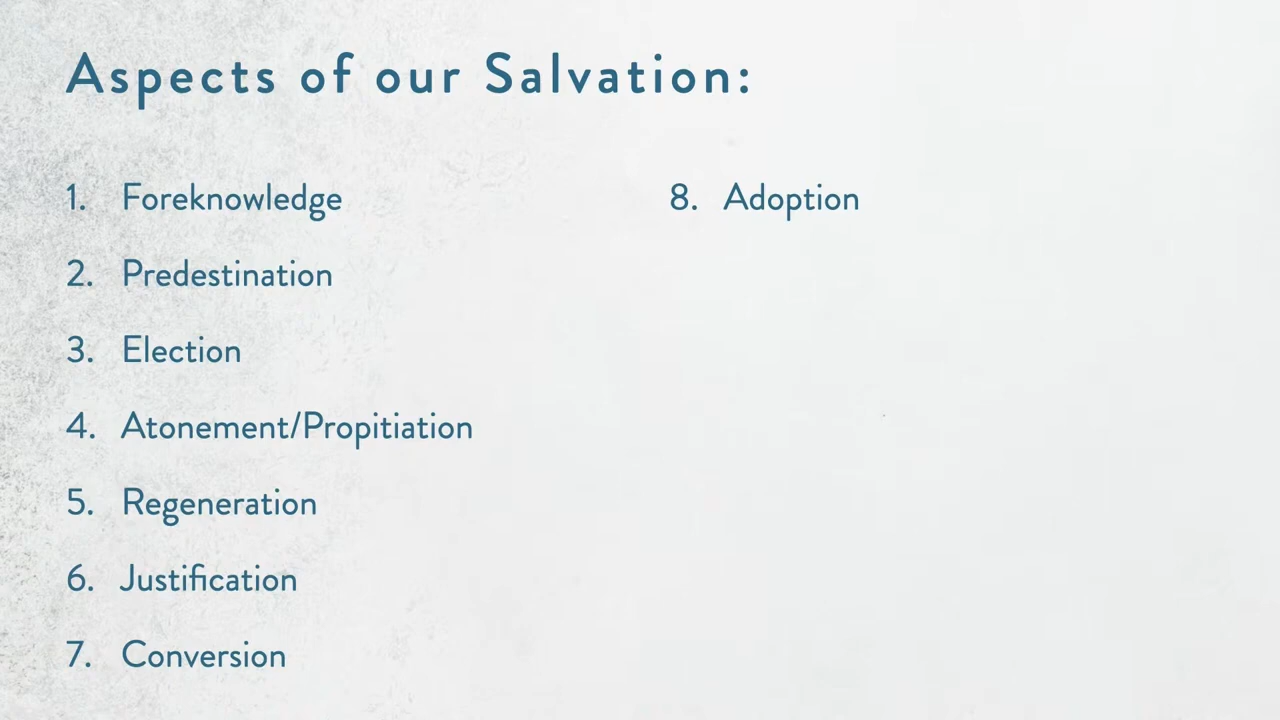 Aspects of our Salvation:
1. Foreknowledge
2. Predestination
3. Election
4. Atonement/Propitiation
5. Regeneration
6. Justification
7. Conversion
8. Adoption